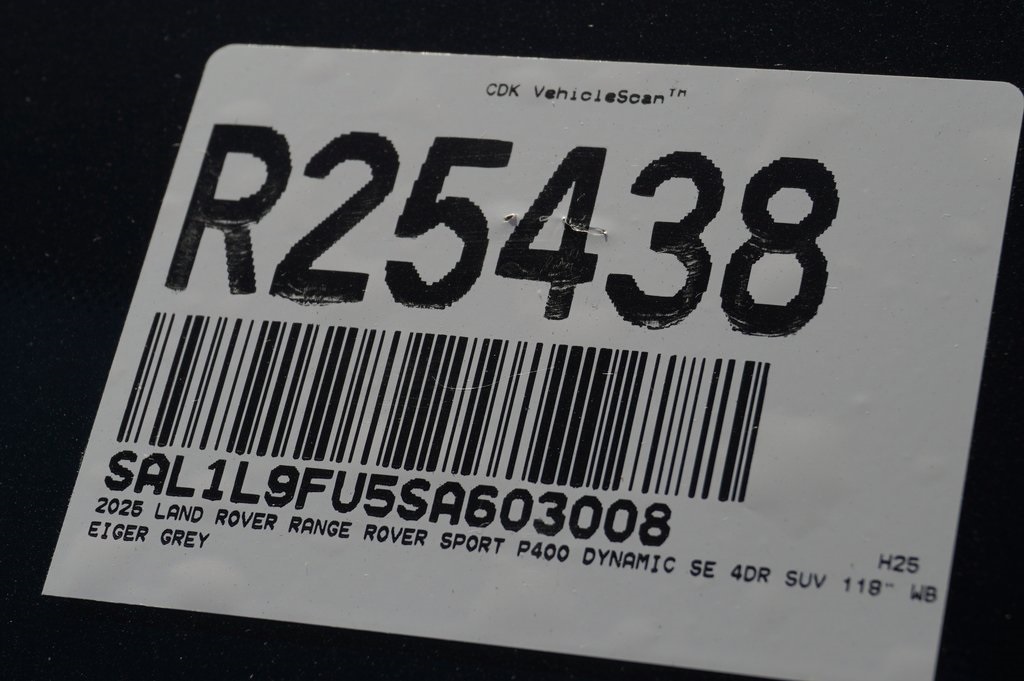 CDK VehicleScan™
R25438
SAL1L9FU5SA603008
2025 LAND ROVER RANGE ROVER SPORT P400 DYNAMIC SE 4DR SUV 118" WB
EIGER GREY
H25